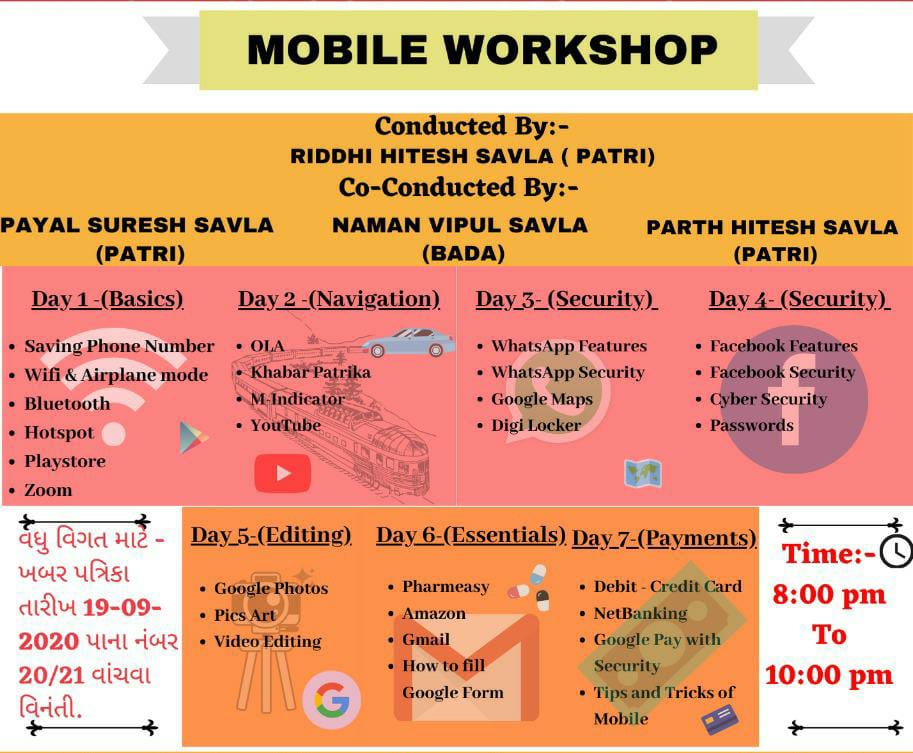 MOBILE WORKSHOP
Conducted By:-
RIDDHI HITESH SAVLA ( PATRI)
Co-Conducted By:-
PAYAL SURESH SAVLA
(PATRI)
NAMAN VIPUL SAVLA
(BADA)
PARTH HITESH SAVLA
(PATRI)
Day 1 -(Basics)
• Saving Phone Number
• Wifi & Airplane mode
• Bluetooth
• Hotspot
• Playstore
• Zoom
Day 2 -(Navigation)
• OLA
• Khabar Patrika
• M-Indicator
• YouTube
Day 3- (Security)
• WhatsApp Features
• WhatsApp Security
• Google Maps
• Digi Locker
Day 4- (Security)
• Facebook Features
• Facebook Security
• Cyber Security
• Passwords
વધુ વિગત માટે -
ખબર પત્રિકા
તારીખ 19-09-
2020 પાના નંબર
20/21 વાંચવા
વિનંતી.
Day 5-(Editing)
• Google Photos
• Pics Art
• Video Editing
Day 6-(Essentials)
• Pharmeasy
• Amazon
• Gmail
• How to fill
Google Form
Day 7-(Payments)
• Debit - Credit Card
• NetBanking
• Google Pay with
Security
• Tips and Tricks of
Mobile
Time:-
8:00 pm
To
10:00 pm